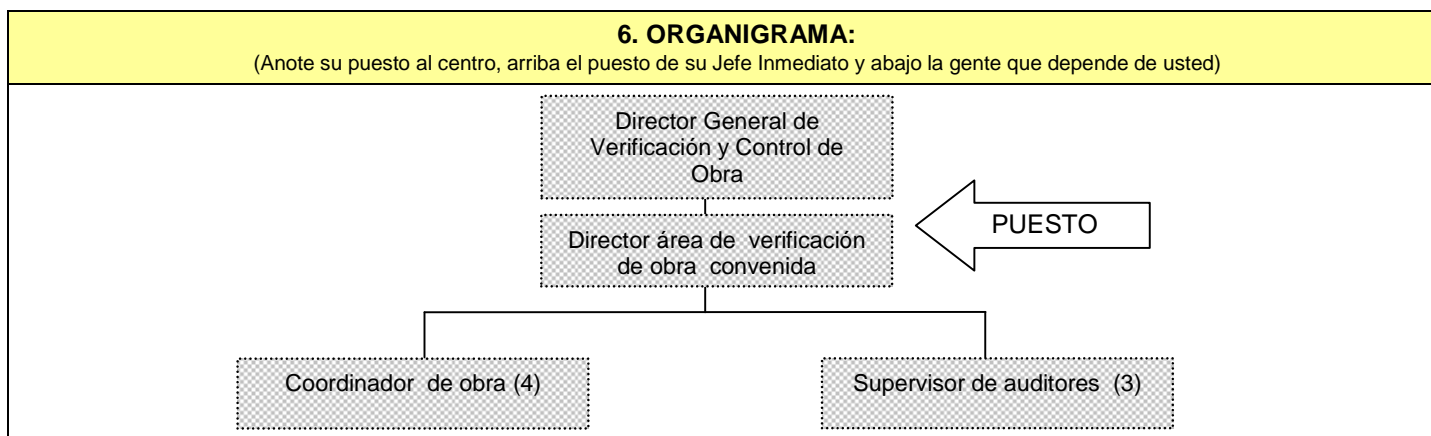 6. ORGANIGRAMA:
(Anote su puesto al centro, arriba el puesto de su Jefe Inmediato y abajo la gente que depende de usted)
Director General de
Verificación y Control de
Obra
Director área de verificación
de obra convenida
PUESTO
Coordinador de obra (4)
Supervisor de auditores (3)